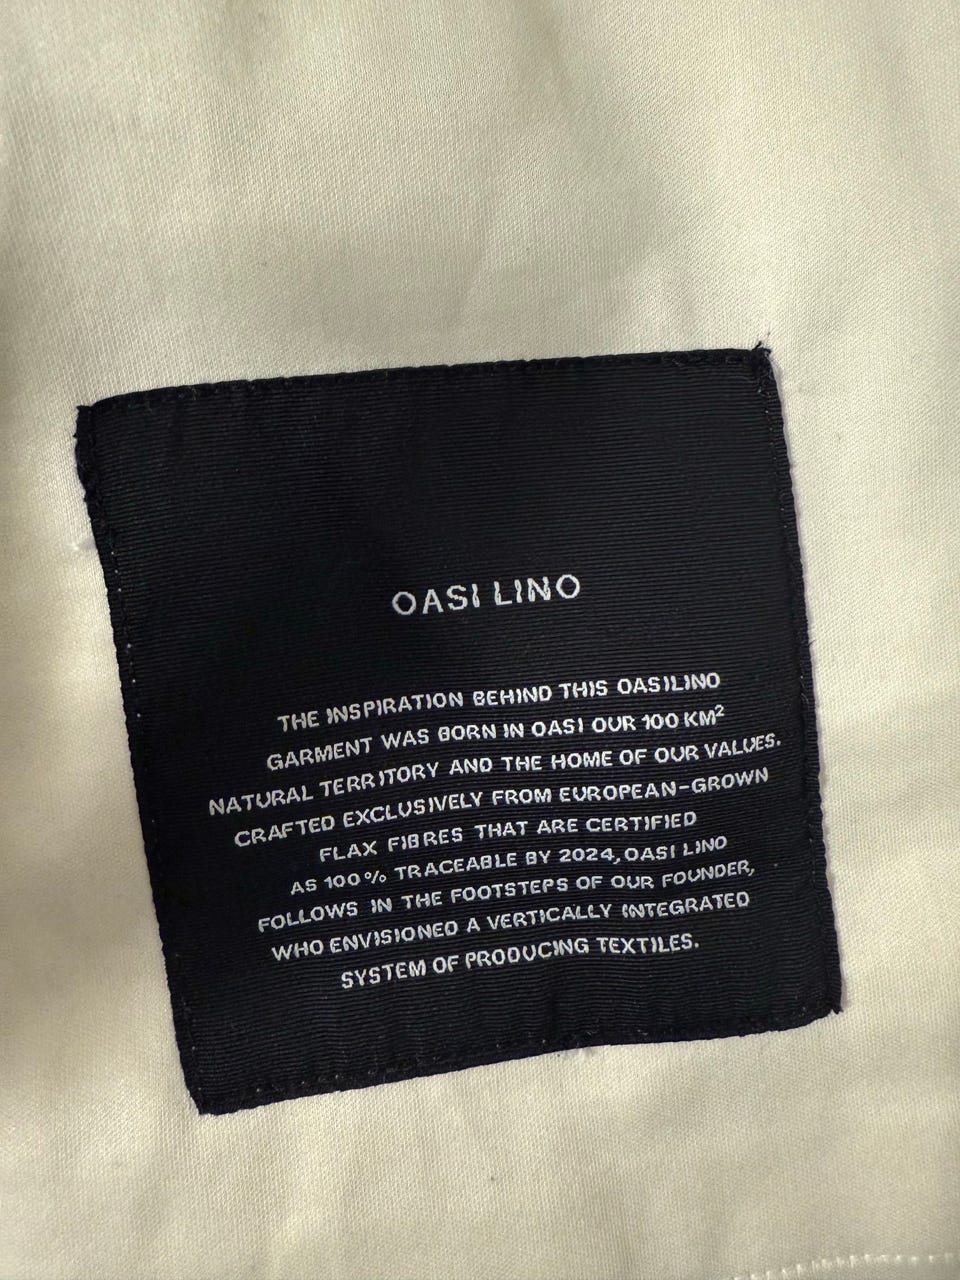 OASI LINO
THE INSPIRATION BEHIND THIS OASILINO
GARMENT WAS BORN IN OASI OUR 100 KM²
NATURAL TERRITORY AND THE HOME OF OUR VALUES.
CRAFTED EXCLUSIVELY FROM EUROPEAN-GROWN
FLAX FIBRES THAT ARE CERTIFIED
AS 100% TRACEABLE BY 2024, OASI LINO
FOLLOWS IN THE FOOTSTEPS OF OUR FOUNDER,
WHO ENVISIONED A VERTICALLY INTEGRATED
SYSTEM OF PRODUCING TEXTILES.